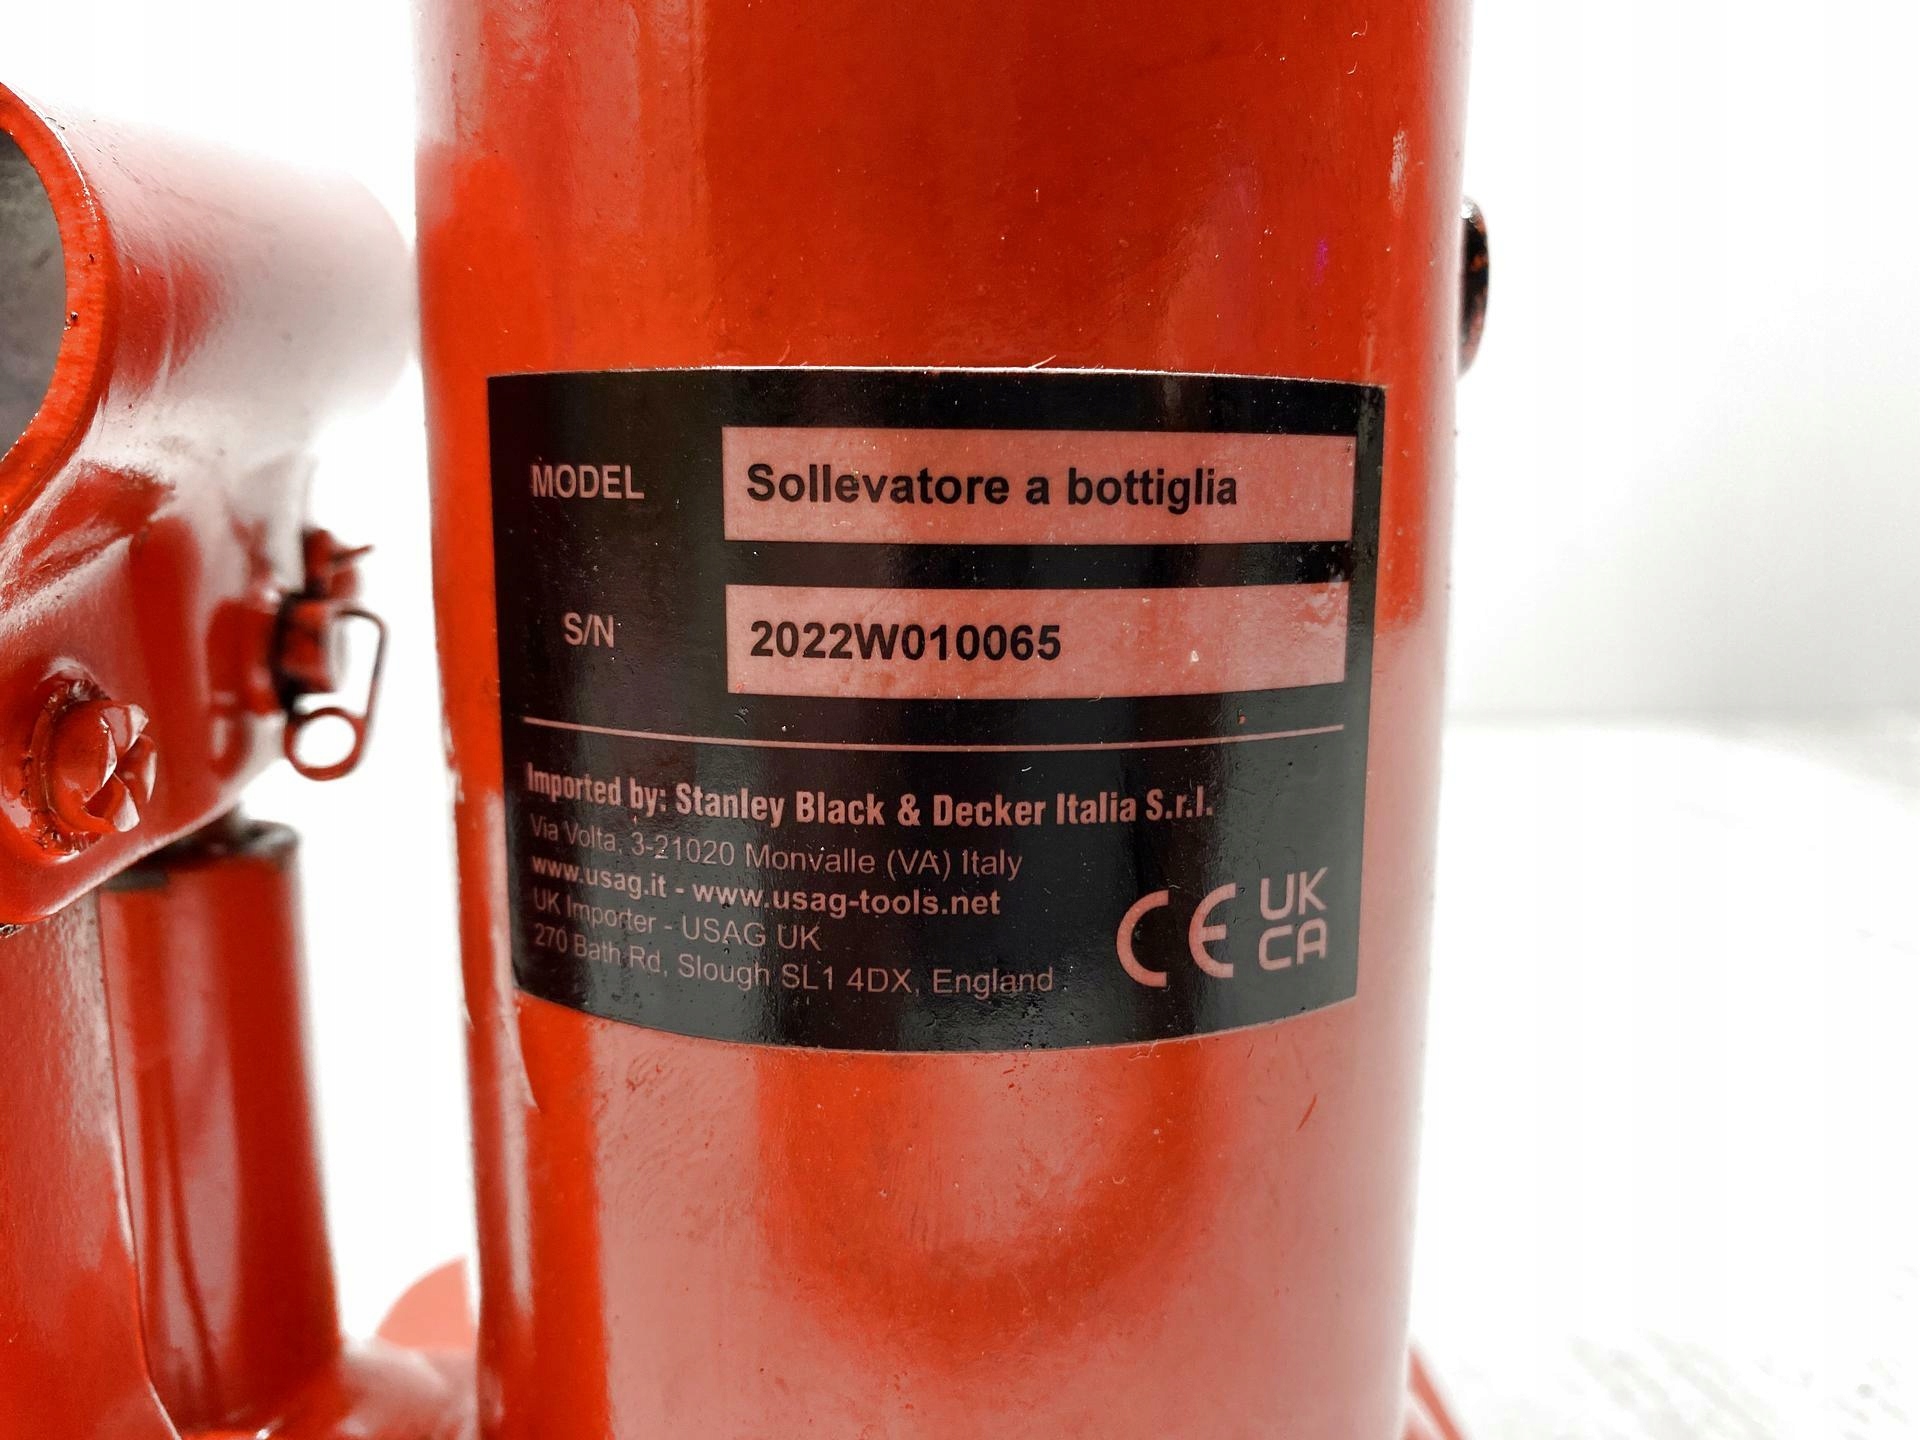 MODEL Sollevatore a bottiglia
S/N 2022W010065
Imported by: Stanley Black & Decker Italia S.r.l.
Via Volta, 3-21020 Monvalle (VA) Italy
www.usag.it - www.usag-tools.net
UK Importer - USAG UK
270 Bath Rd, Slough SL1 4DX, England
CE UK
CA